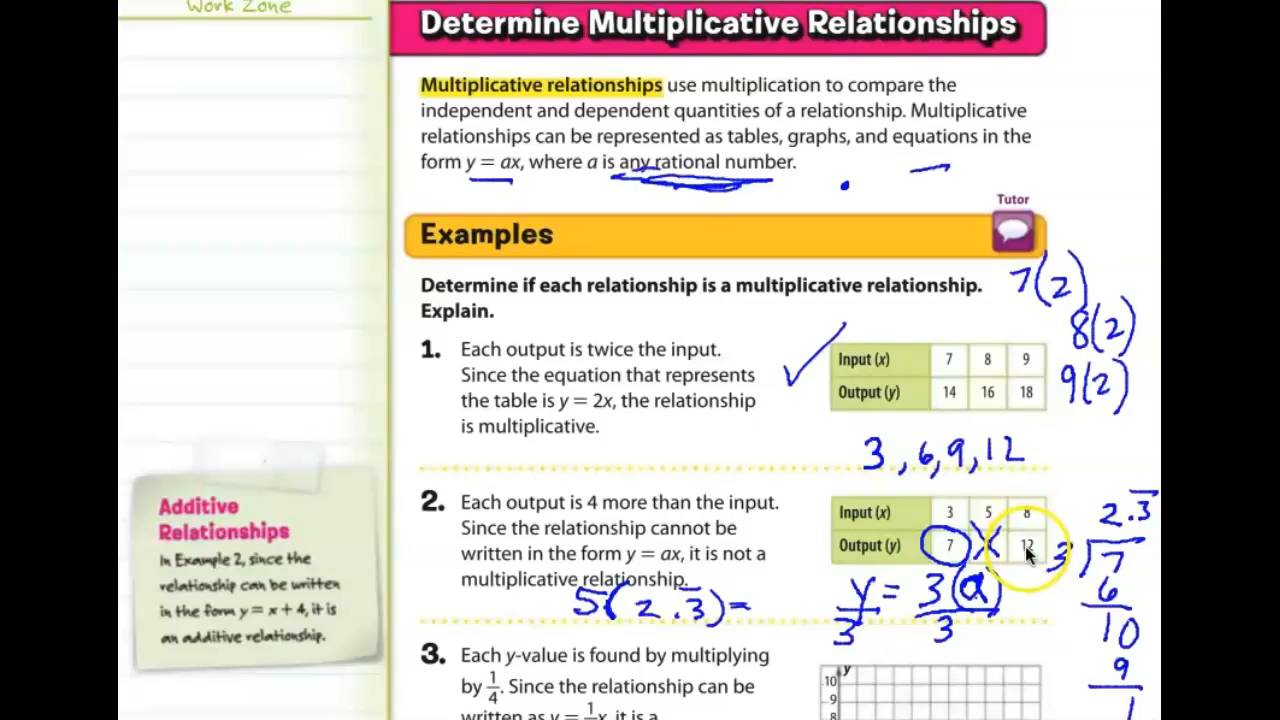 Work Zone
Determine Multiplicative Relationships
Multiplicative relationships use multiplication to compare the
independent and dependent quantities of a relationship. Multiplicative
relationships can be represented as tables, graphs, and equations in the
form y = ax, where a is any rational number.
Tutor
Examples
Determine if each relationship is a multiplicative relationship.
Explain.
7(2)
8(2)
9(2)
1. Each output is twice the input.
Since the equation that represents
the table is y = 2x, the relationship
is multiplicative.
Input (x) 7 8 9
Output (y) 14 16 18
3, 6, 9, 12
2. Each output is 4 more than the input.
Since the relationship cannot be
written in the form y = ax, it is not a
multiplicative relationship.
Input (x) 3 5 8
Output (y) 7 12
5(2.3)=
y = 3(a)
3 3
2.3
3 7
6
10
9
1
Additive
Relationships
In Example 2, since the
relationship can be written
in the form y = x + 4, it is
an additive relationship.
3. Each y-value is found by multiplying
by 1/4. Since the relationship can be
written as y = 1/4x, it is a
y
10
9
8